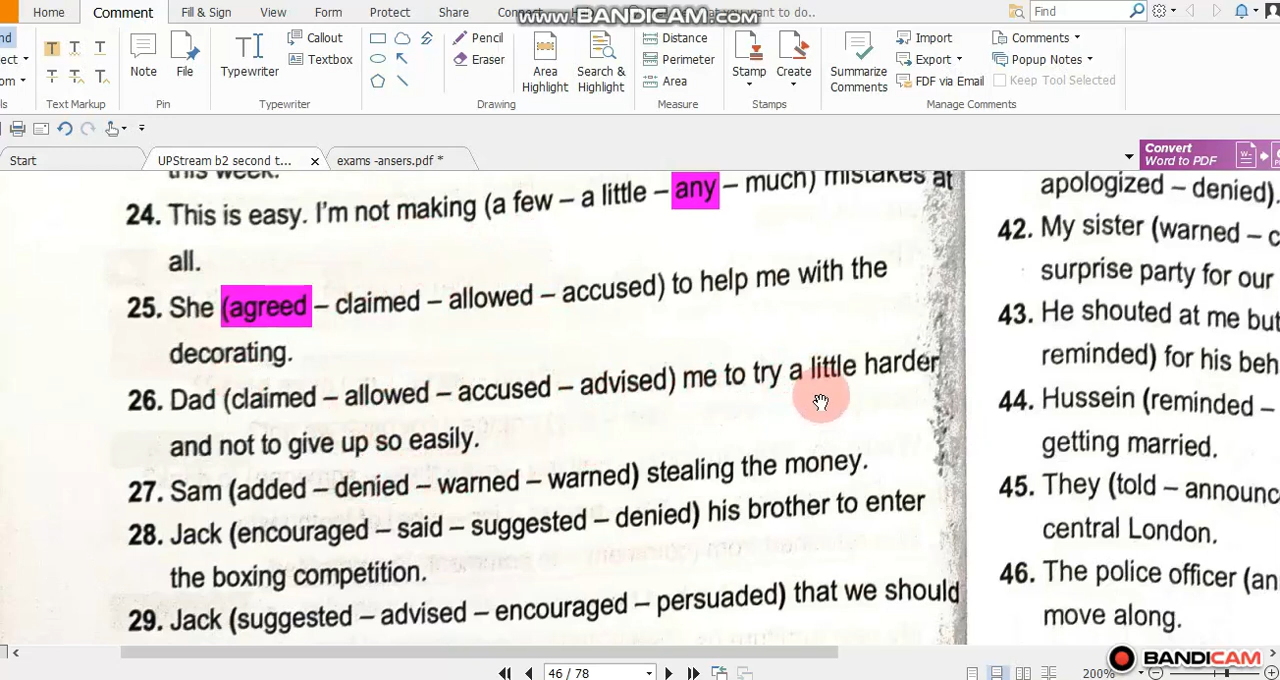 Home Comment Fill & Sign View Form Protect Share
www.BANDICAM.com
Find
Callout
Textbox
Pencil
Eraser
Distance
Perimeter
Area
Import
Export
FDF via Email
Comments
Popup Notes
Keep Tool Selected
Note File Typewriter Area Highlight Search & Highlight Stamp Create Summarize Comments
Text Markup Pin Typewriter Drawing Measure Stamps Manage Comments
Start UPStream b2 second t... exams -ansers.pdf *
Convert
Word to PDF
this week.
24. This is easy. I'm not making (a few – a little – any – much) mistakes at
all.
25. She (agreed – claimed – allowed – accused) to help me with the
decorating.
26. Dad (claimed – allowed – accused – advised) me to try a little harder
and not to give up so easily.
27. Sam (added – denied – warned – warned) stealing the money.
28. Jack (encouraged – said – suggested – denied) his brother to enter
the boxing competition.
29. Jack (suggested – advised – encouraged – persuaded) that we should
apologized – denied).
42. My sister (warned –
surprise party for our
43. He shouted at me but
reminded) for his
44. Hussein (reminded –
getting married.
45. They (told –
central London.
46. The police officer
move along.
46 / 78
200%
BANDICAM